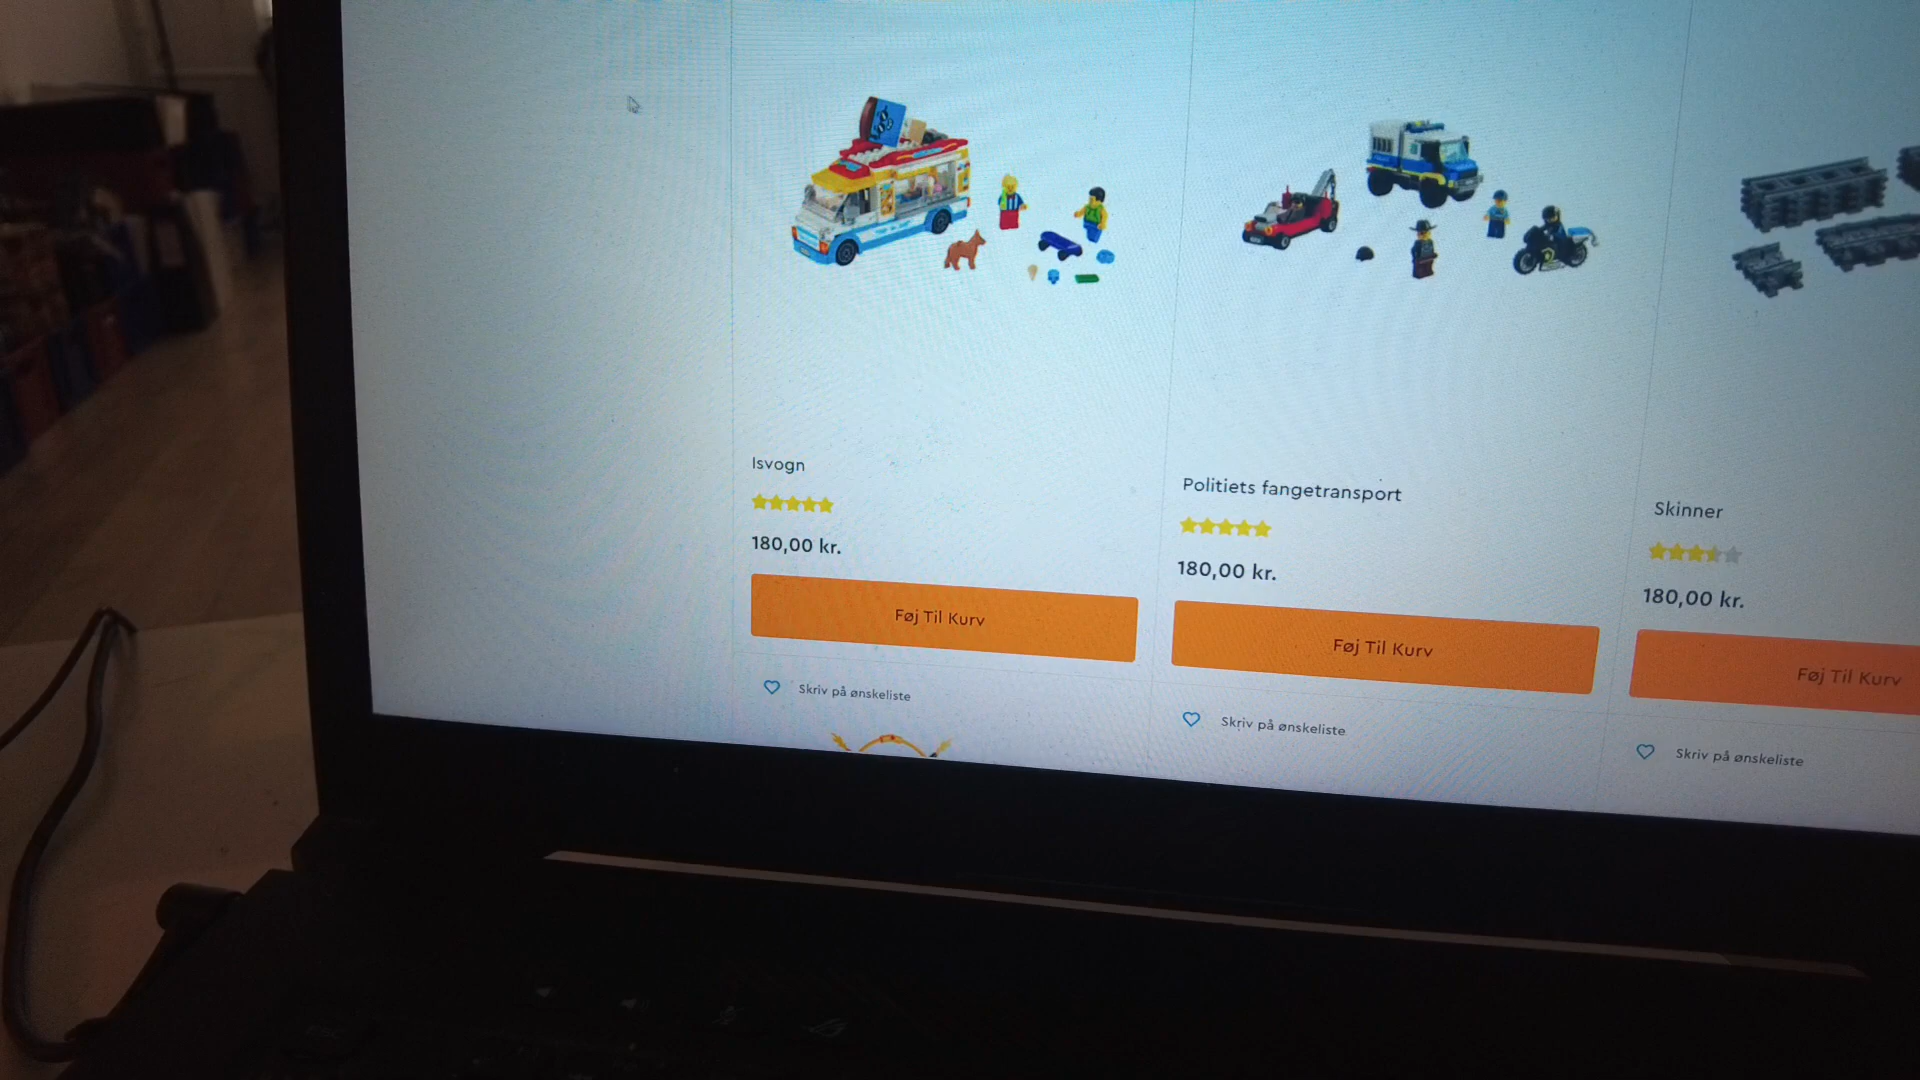 Isvogn
180,00 kr.
Føj Til Kurv
Skriv på ønskeliste
Politiets fangetransport
180,00 kr.
Føj Til Kurv
Skriv på ønskeliste
Skinner
180,00 kr.
Føj Til Kurv
Skriv på ønskeliste